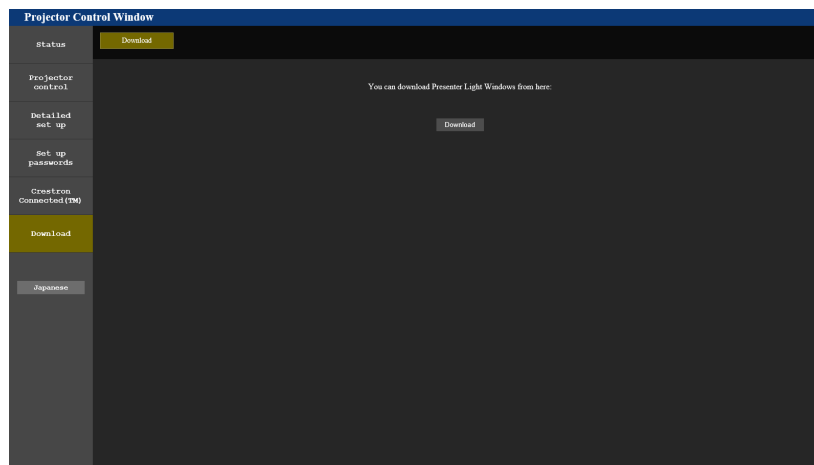 Projector Control Window
Status
Download
Projector
control
You can download Presenter Light Windows from here:
Detailed
set up
Download
Set up
passwords
Crestron
Connected(TM)
Download
Japanese